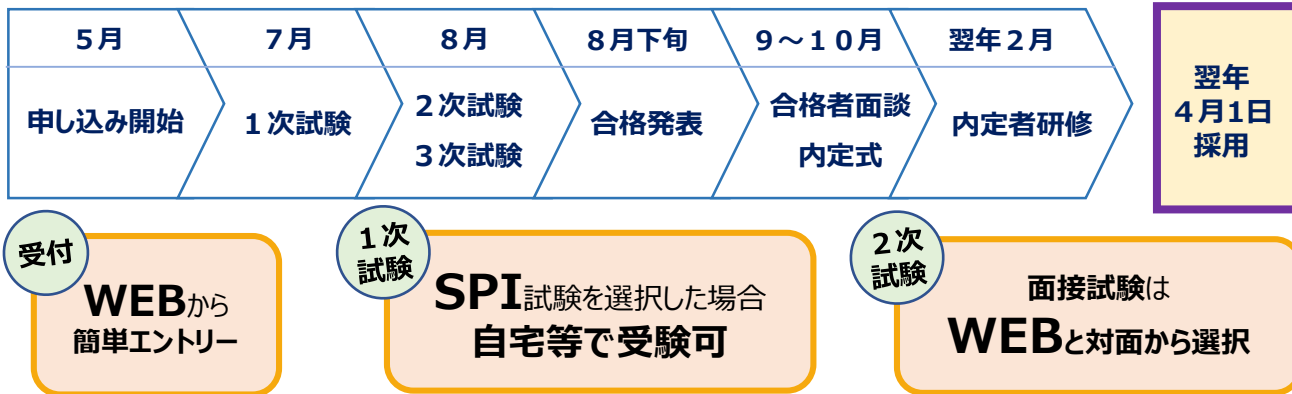 5月
申し込み開始
7月
1次試験
8月
2次試験
3次試験
8月下旬
合格発表
9～10月
合格者面談
内定式
翌年2月
内定者研修
翌年
4月1日
採用
受付
WEBから
簡単エントリー
1次
試験
SPI試験を選択した場合
自宅等で受験可
2次
試験
面接試験は
WEBと対面から選択